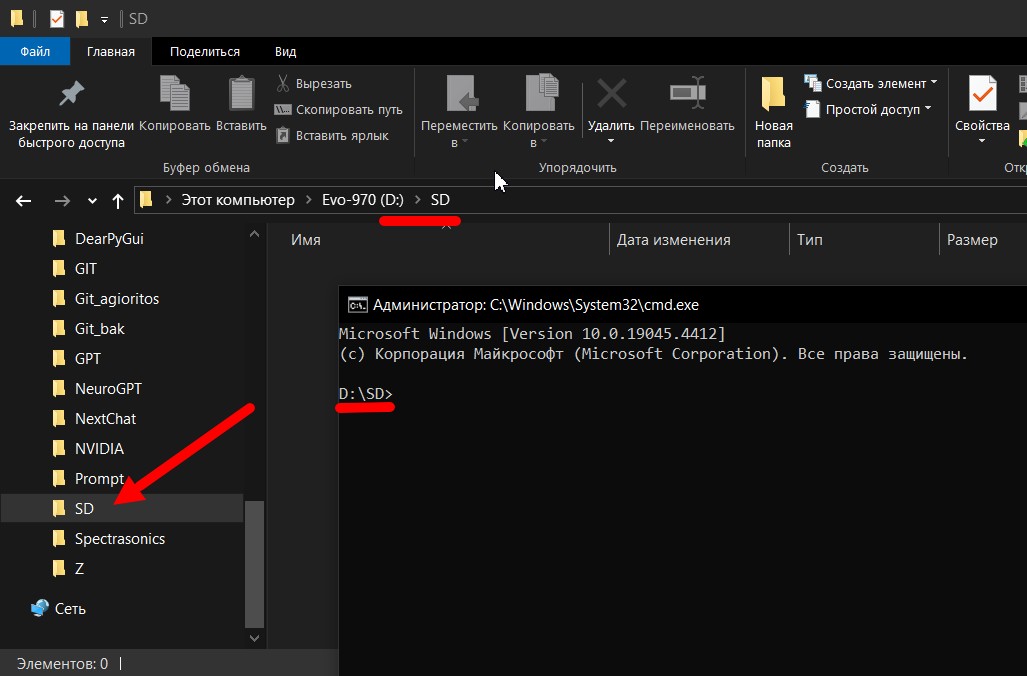 SD
Файл Главная Поделиться Вид
Закрепить на панели быстрого доступа
Копировать
Вставить
Вырезать
Скопировать путь
Вставить ярлык
Буфер обмена
Переместить в
Копировать в
Удалить
Переименовать
Упорядочить
Новая папка
Создать элемент
Простой доступ
Создать
Свойства
Этот компьютер > Evo-970 (D:) > SD
Имя Дата изменения Тип Размер
DearPyGui
GIT
Git_agioritos
Git_bak
GPT
NeuroGPT
NextChat
NVIDIA
Prompt
SD
Spectrasonics
Z
Сеть
Элементов: 0
Администратор: C:\Windows\System32\cmd.exe
Microsoft Windows [Version 10.0.19045.4412]
(c) Корпорация Майкрософт (Microsoft Corporation). Все права защищены.
D:\SD>